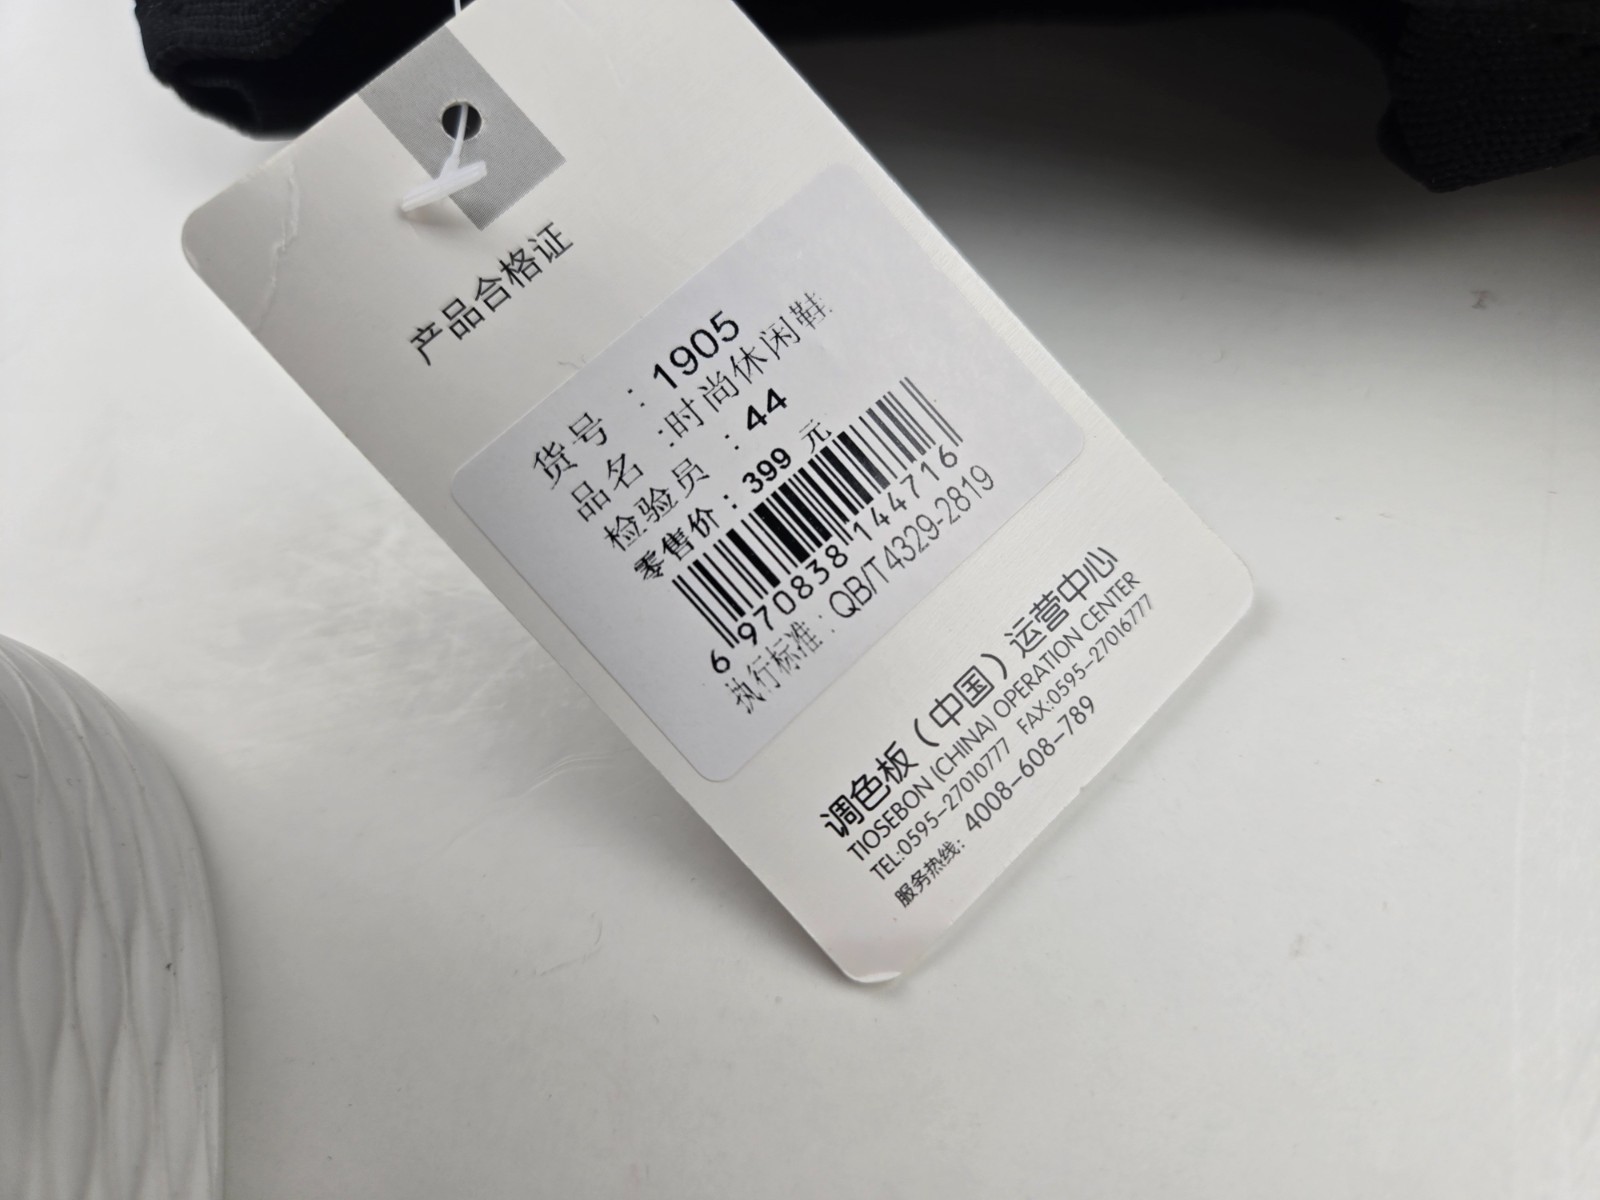 产品合格证
货号:1905
品名:时尚休闲鞋
检验员:44
零售价:399 元
6 970838 144716
执行标准:QB/T4329-2819
调色板(中国)运营中心
TIOSEBON (CHINA) OPERATION CENTER
TEL:0595-27010777 FAX:0595-27016777
服务热线:4008-608-789